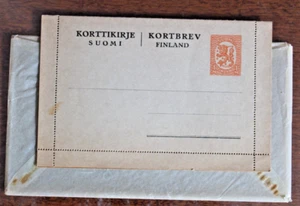 KORTTIKIRJE | KORTBREV
SUOMI FINLAND